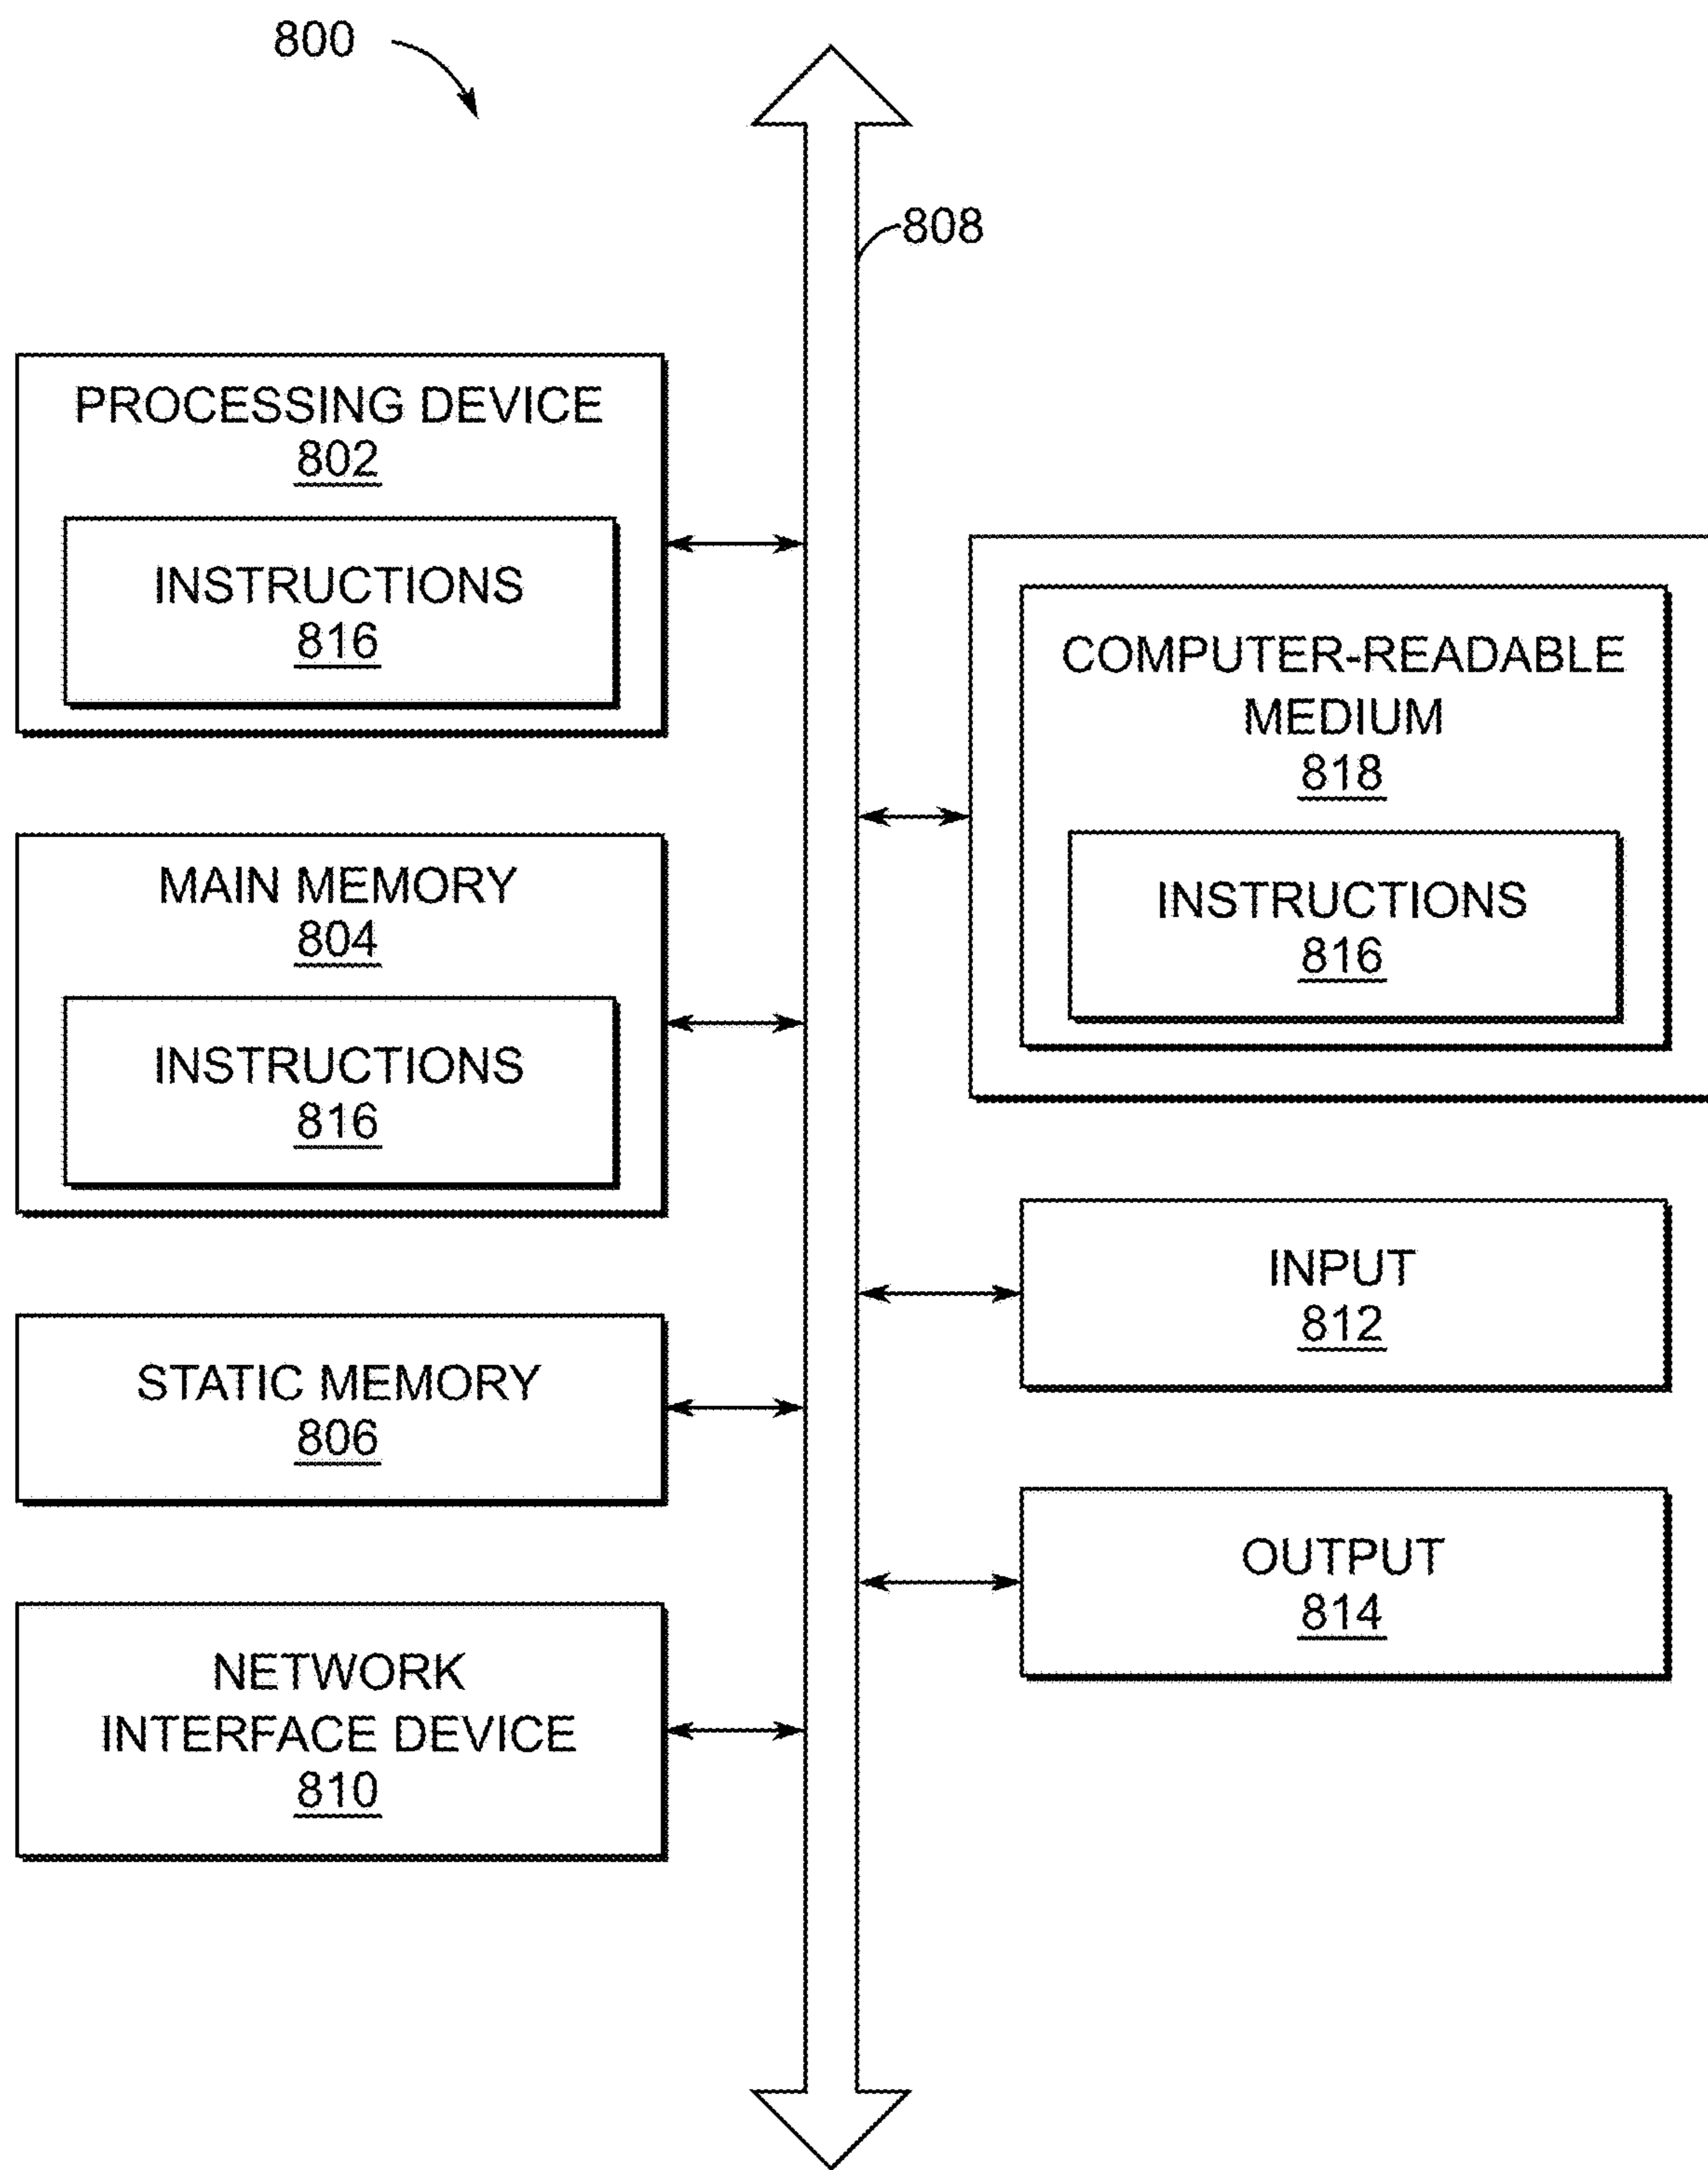 800
808
PROCESSING DEVICE
802
INSTRUCTIONS
816
MAIN MEMORY
804
INSTRUCTIONS
816
STATIC MEMORY
806
NETWORK
INTERFACE DEVICE
810
COMPUTER-READABLE
MEDIUM
818
INSTRUCTIONS
816
INPUT
812
OUTPUT
814